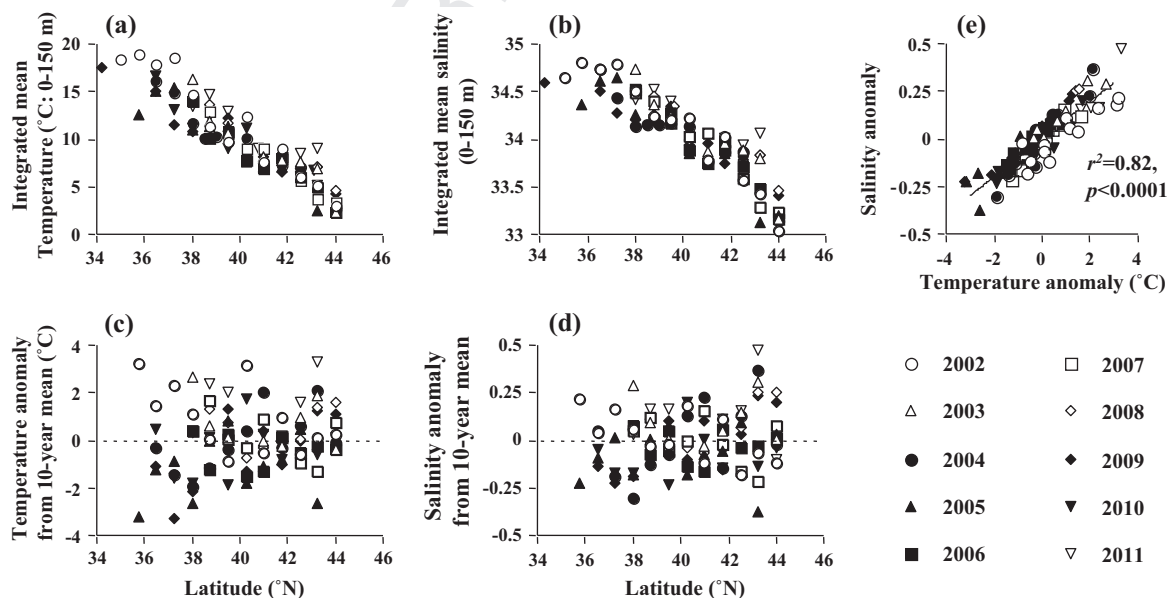 (a)
Integrated mean
Temperature (˚C: 0-150 m)
20
15
10
5
0
34 36 38 40 42 44 46
(b)
Integrated mean salinity
(0-150 m)
35
34.5
34
33.5
33
34 36 38 40 42 44 46
(e)
Salinity anomaly
0.5
0.25
0
-0.25
-0.5
r²=0.82,
p<0.0001
-4 -2 0 2 4
Temperature anomaly (˚C)
(c)
Temperature anomaly
from 10-year mean (˚C)
4
2
0
-2
-4
34 36 38 40 42 44 46
Latitude (˚N)
(d)
Salinity anomaly
from 10-year mean
0.5
0.25
0
-0.25
-0.5
34 36 38 40 42 44 46
Latitude (˚N)
2002
2003
2004
2005
2006
2007
2008
2009
2010
2011